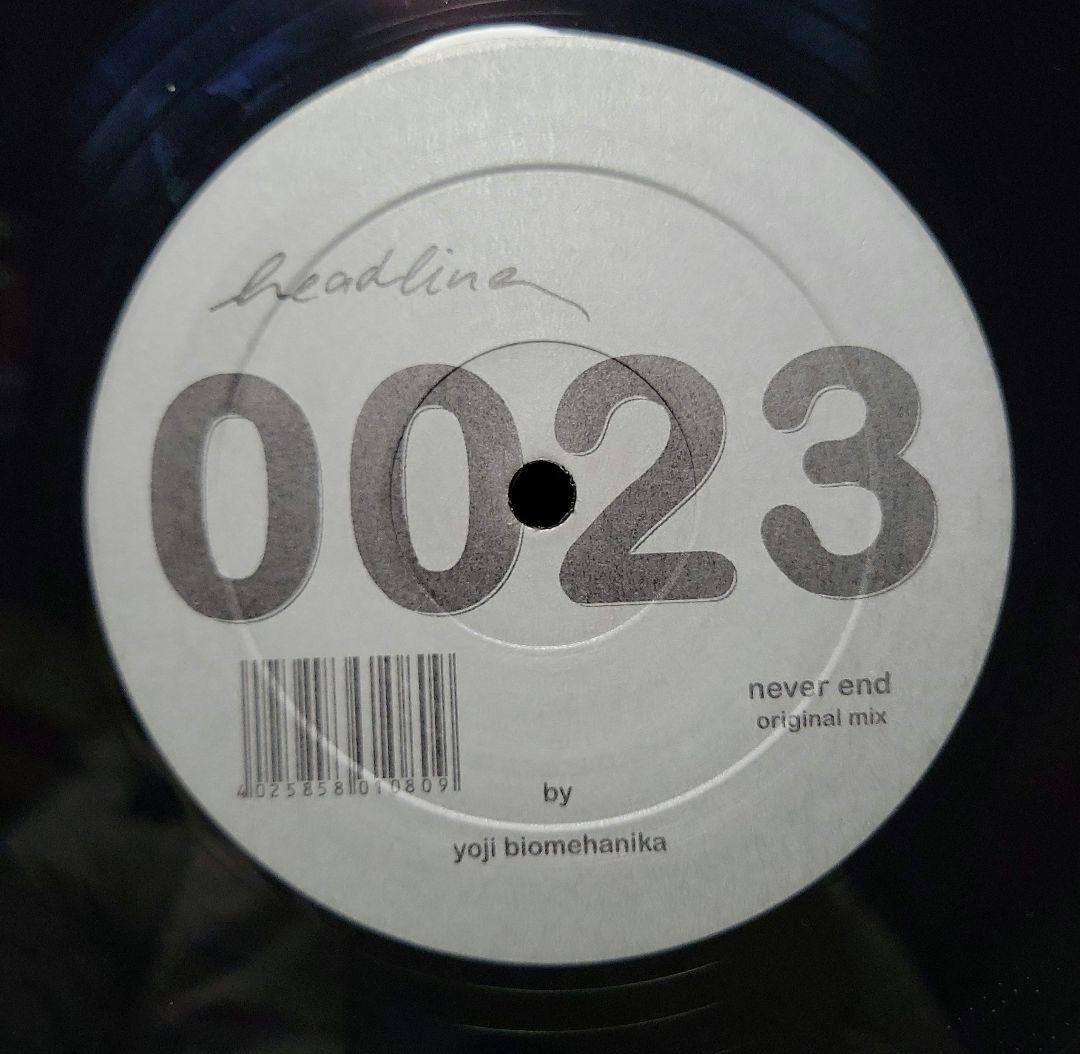 headline
0023
never end
original mix
4025858010809
by
yoji biomehanika